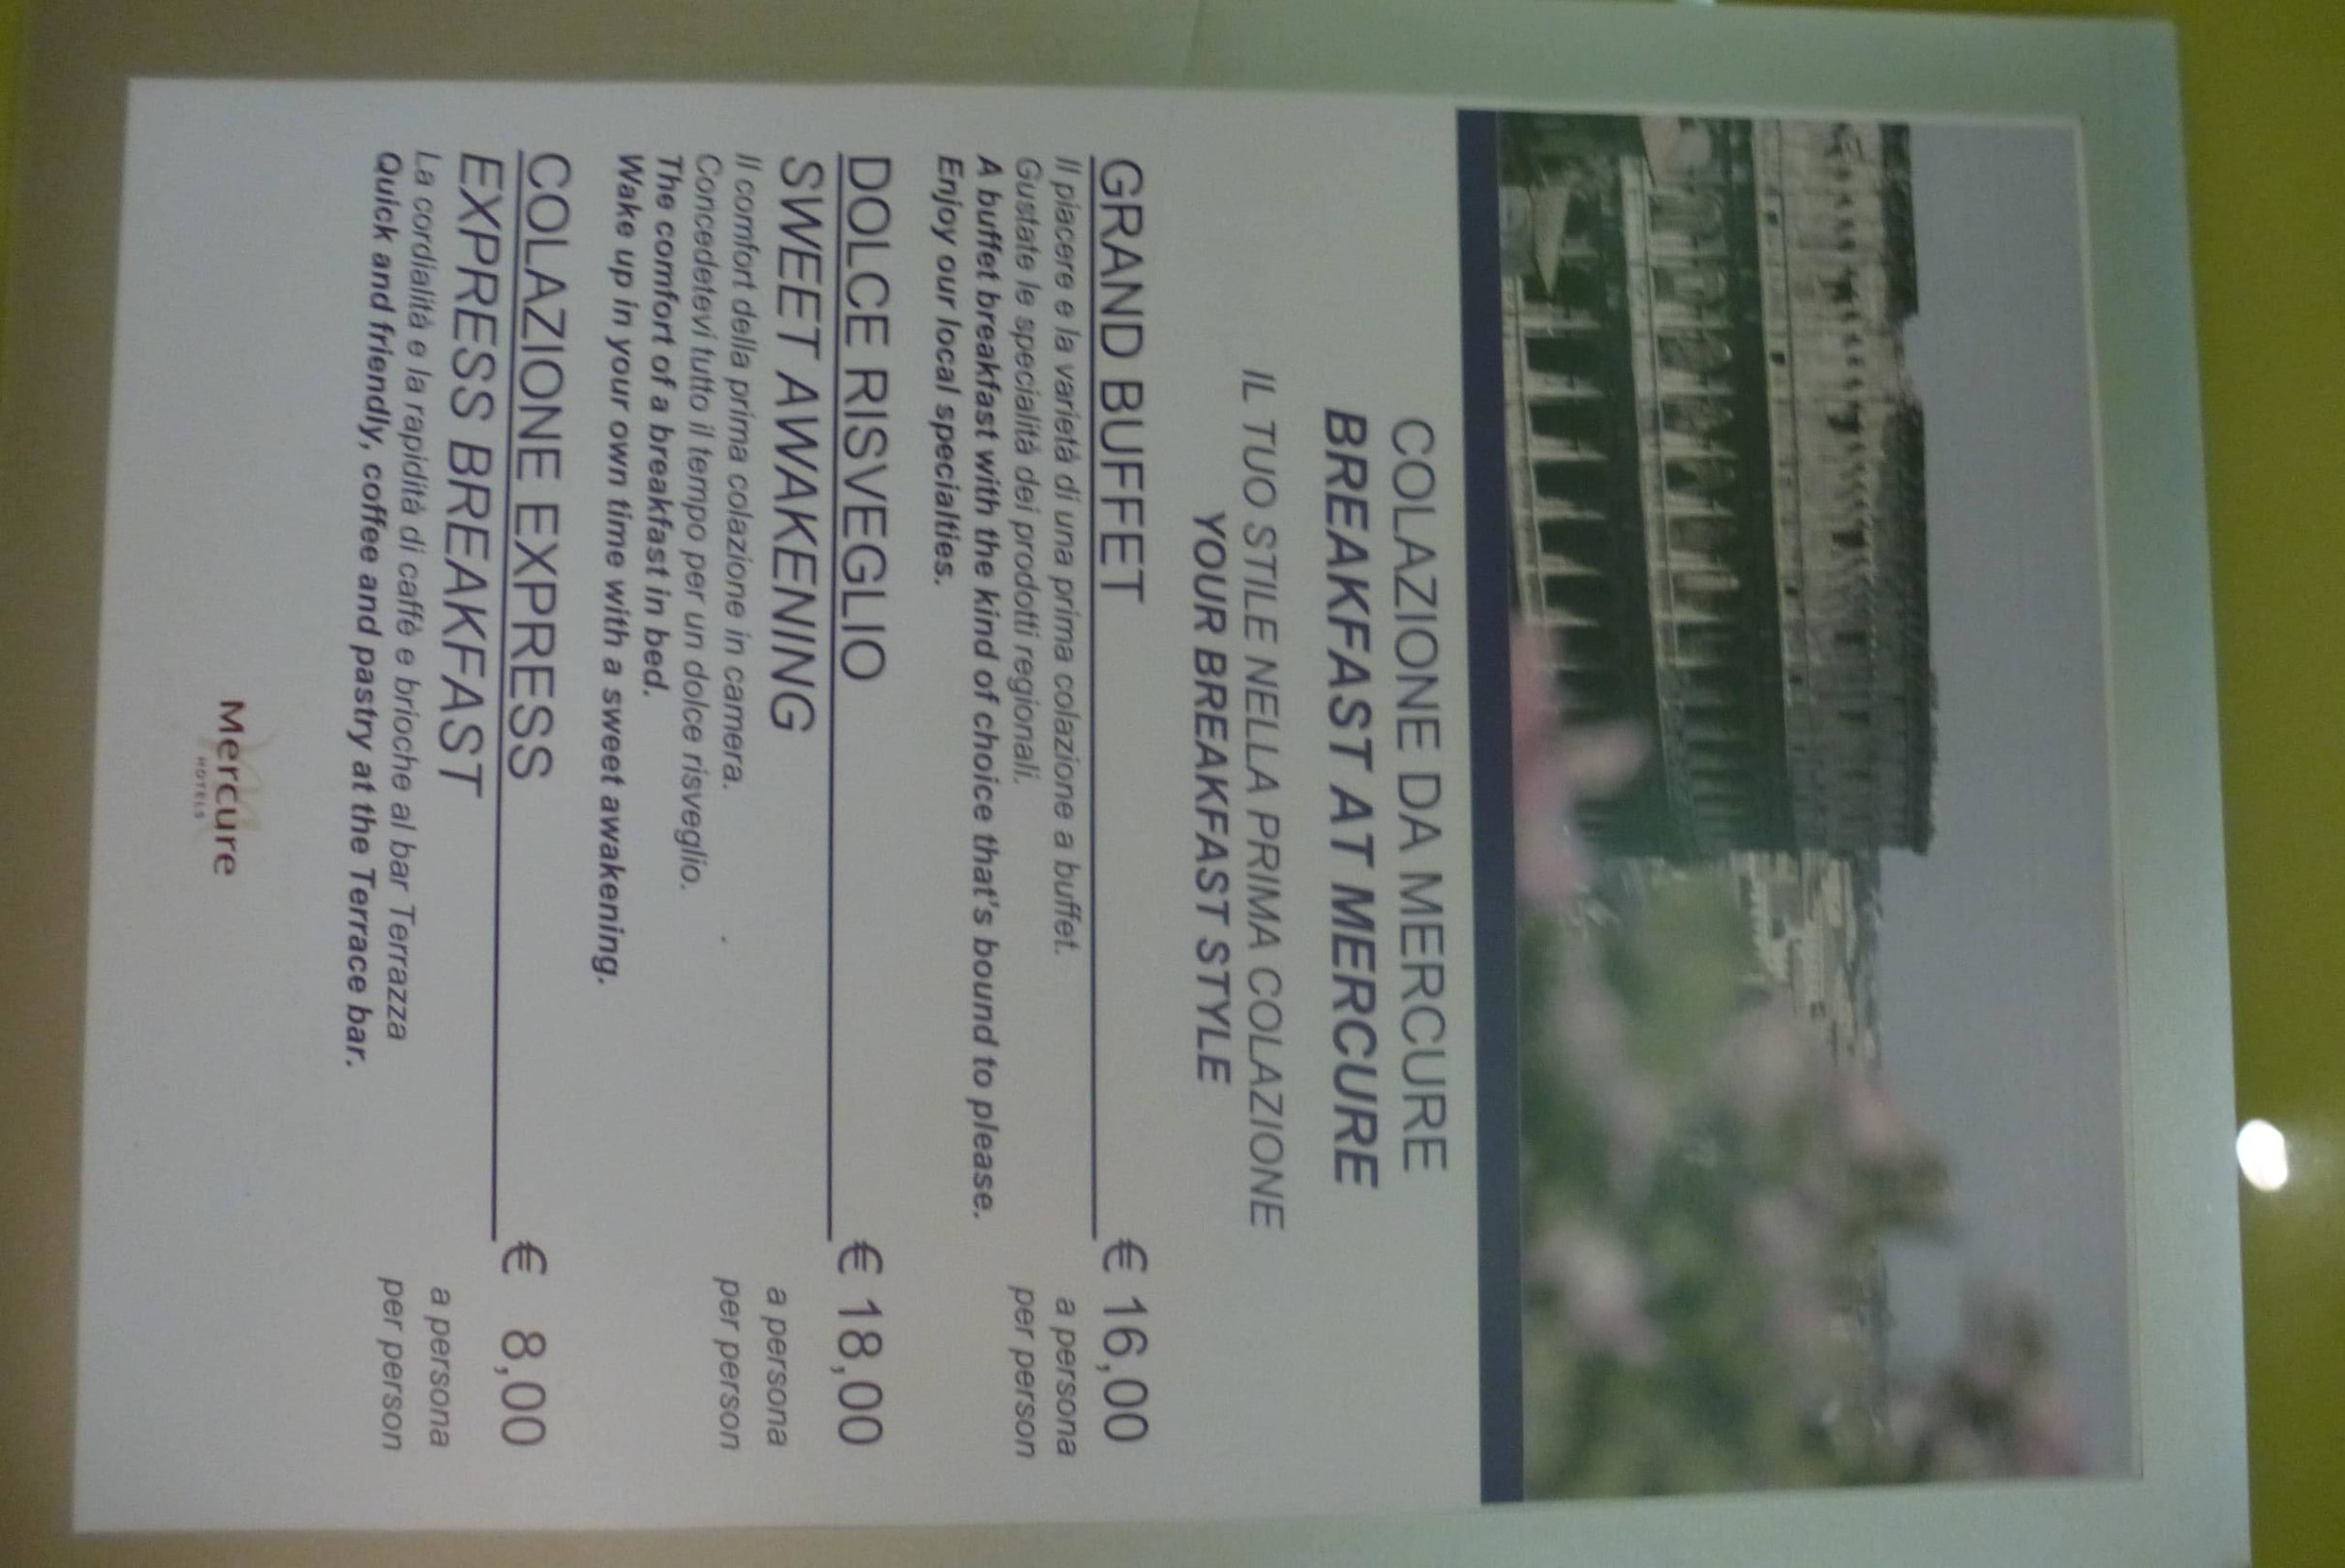 COLAZIONE DA MERCURE
BREAKFAST AT MERCURE
IL TUO STILE NELLA PRIMA COLAZIONE
YOUR BREAKFAST STYLE
GRAND BUFFET € 16,00
Il piacere e la varietà di una prima colazione a buffet. a persona
Gustate le specialità dei prodotti regionali. per person
A buffet breakfast with the kind of choice that's bound to please.
Enjoy our local specialties.
DOLCE RISVEGLIO € 18,00
SWEET AWAKENING a persona
Il comfort della prima colazione in camera. per person
Concedetevi tutto il tempo per un dolce risveglio.
The comfort of a breakfast in bed.
Wake up in your own time with a sweet awakening.
COLAZIONE EXPRESS € 8,00
EXPRESS BREAKFAST a persona
La cordialità e la rapidità di caffè e brioche al bar Terrazza per person
Quick and friendly, coffee and pastry at the Terrace bar.
Mercure
HOTELS